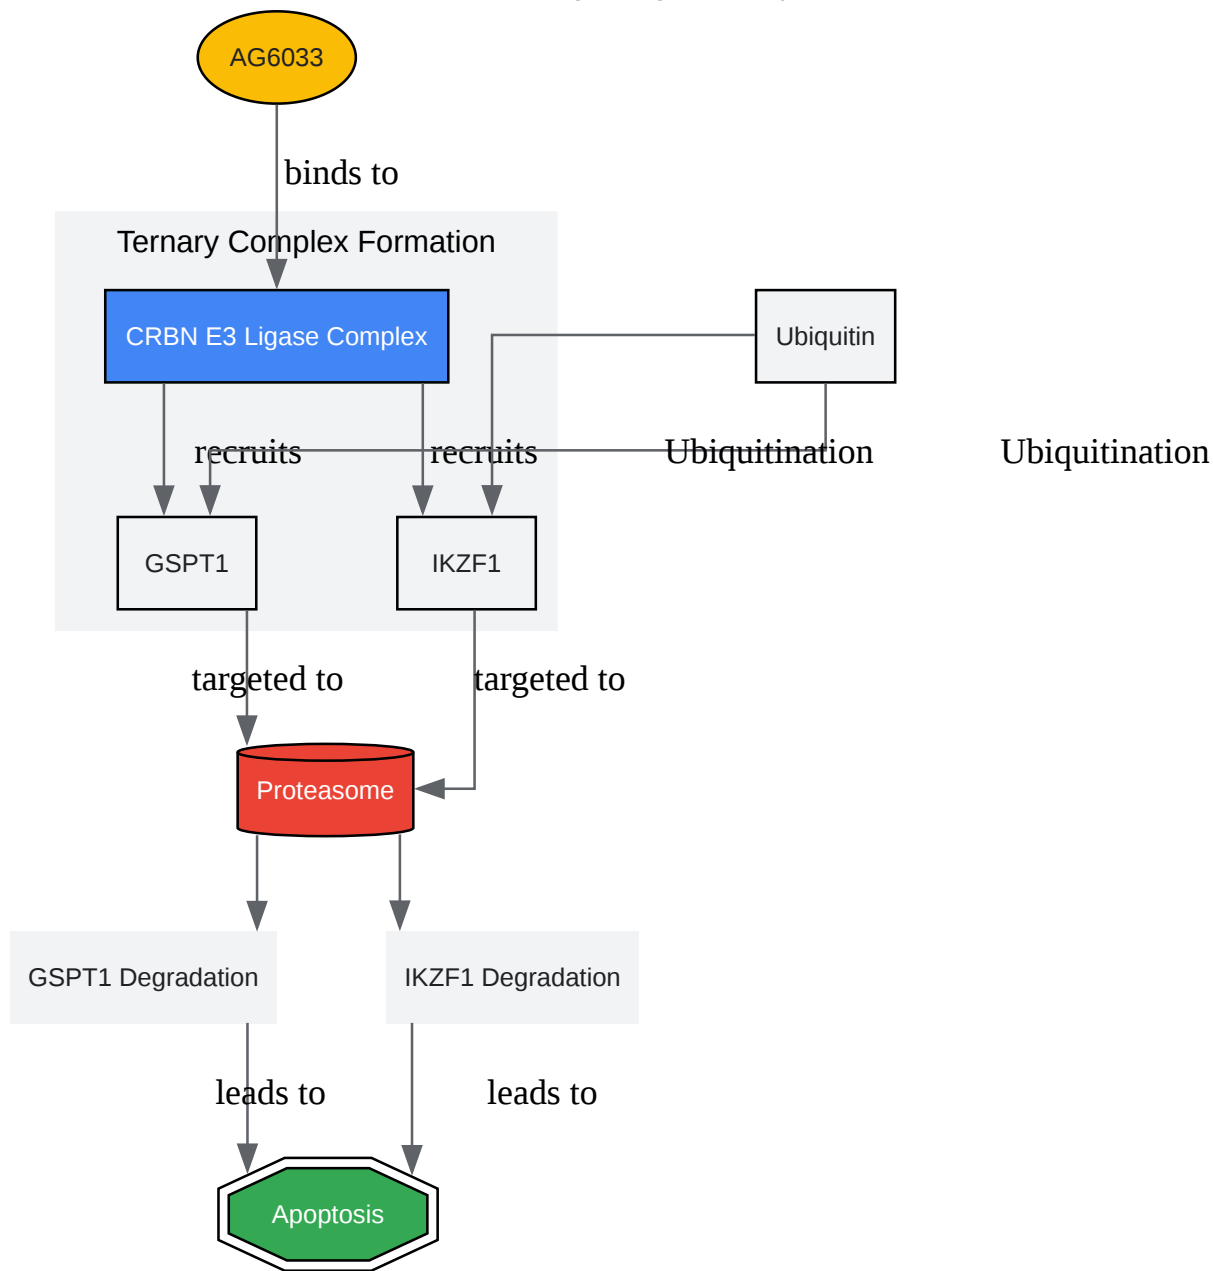 AG6033
binds to
Ternary Complex Formation
CRBN E3 Ligase Complex
Ubiquitin
recruits
recruits
Ubiquitination
Ubiquitination
GSPT1
IKZF1
targeted to
targeted to
Proteasome
GSPT1 Degradation
IKZF1 Degradation
leads to
leads to
Apoptosis